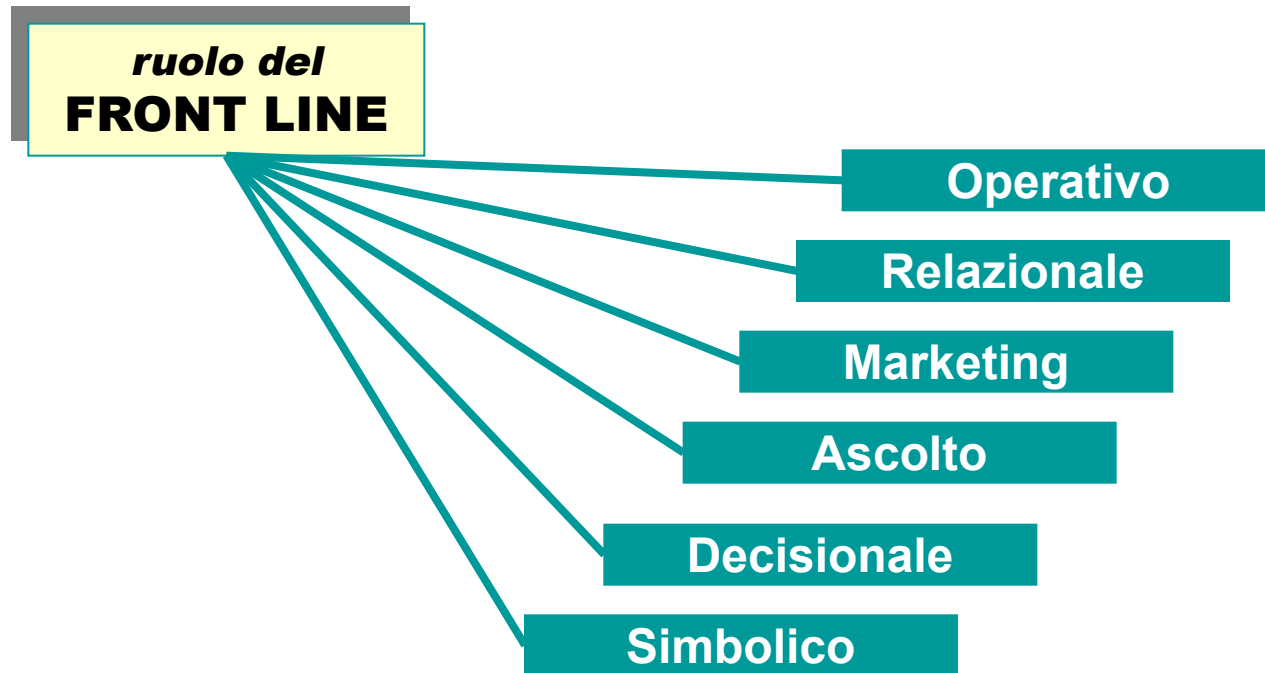 ruolo del
FRONT LINE
Operativo
Relazionale
Marketing
Ascolto
Decisionale
Simbolico